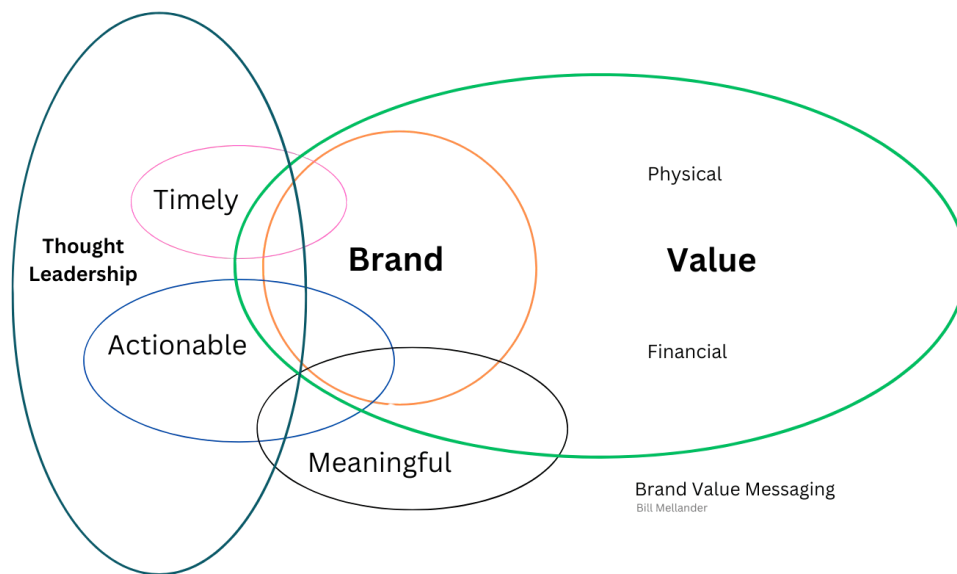 Physical
Timely
Thought
Leadership
Brand
Value
Actionable
Financial
Meaningful
Brand Value Messaging
Bill Mellander